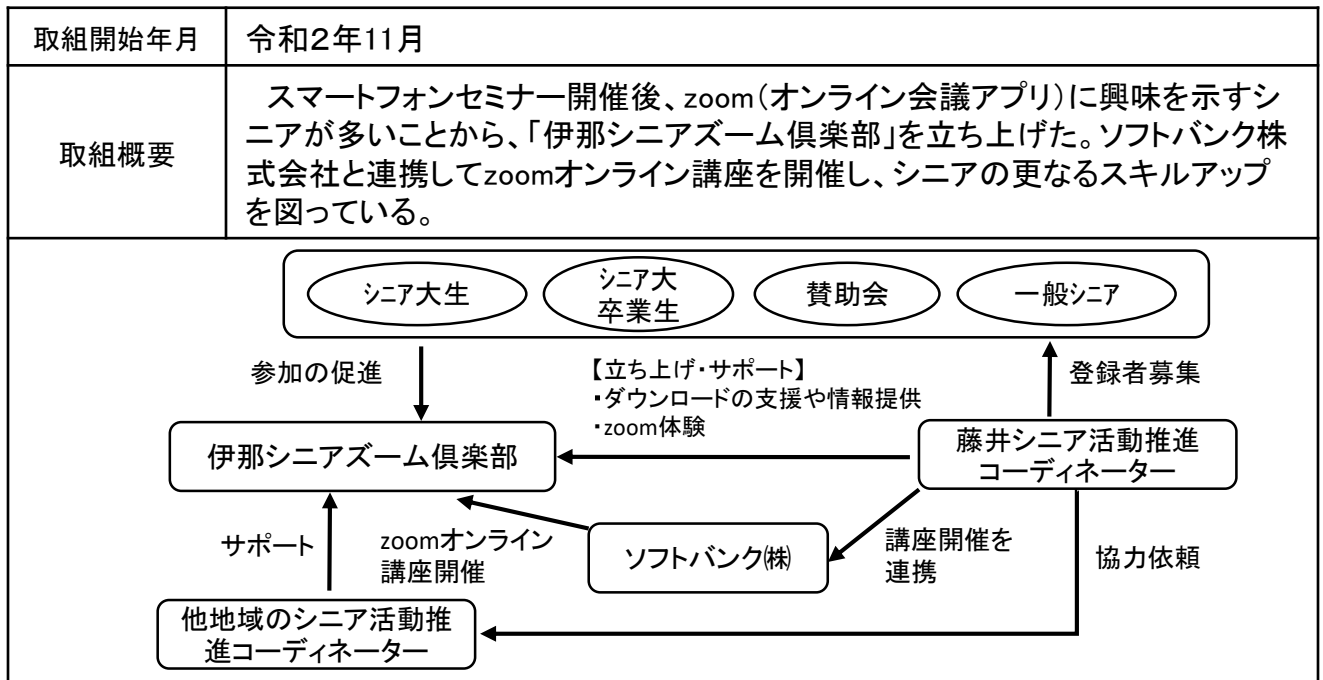 取組開始年月
令和2年11月
取組概要
スマートフォンセミナー開催後、zoom(オンライン会議アプリ)に興味を示すシ
ニアが多いことから、「伊那シニアズーム倶楽部」を立ち上げた。ソフトバンク株
式会社と連携してzoomオンライン講座を開催し、シニアの更なるスキルアップ
を図っている。
シニア大生
シニア大
卒業生
賛助会
一般シニア
参加の促進
【立ち上げ・サポート】
・ダウンロードの支援や情報提供
・zoom体験
登録者募集
伊那シニアズーム倶楽部
藤井シニア活動推進
コーディネーター
サポート
zoomオンライン
講座開催
ソフトバンク㈱
講座開催を
連携
協力依頼
他地域のシニア活動推
進コーディネーター